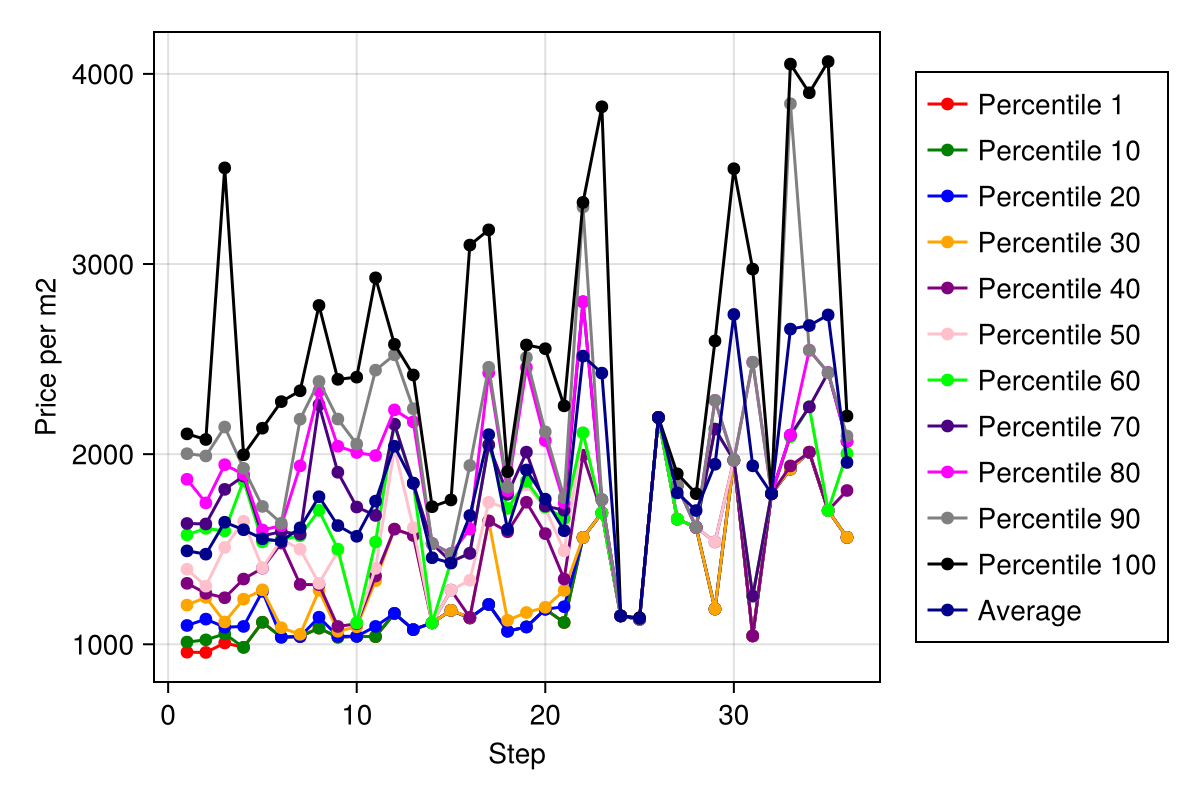 4000
3000
2000
1000
Price per m2
0 10 20 30
Step
Percentile 1
Percentile 10
Percentile 20
Percentile 30
Percentile 40
Percentile 50
Percentile 60
Percentile 70
Percentile 80
Percentile 90
Percentile 100
Average